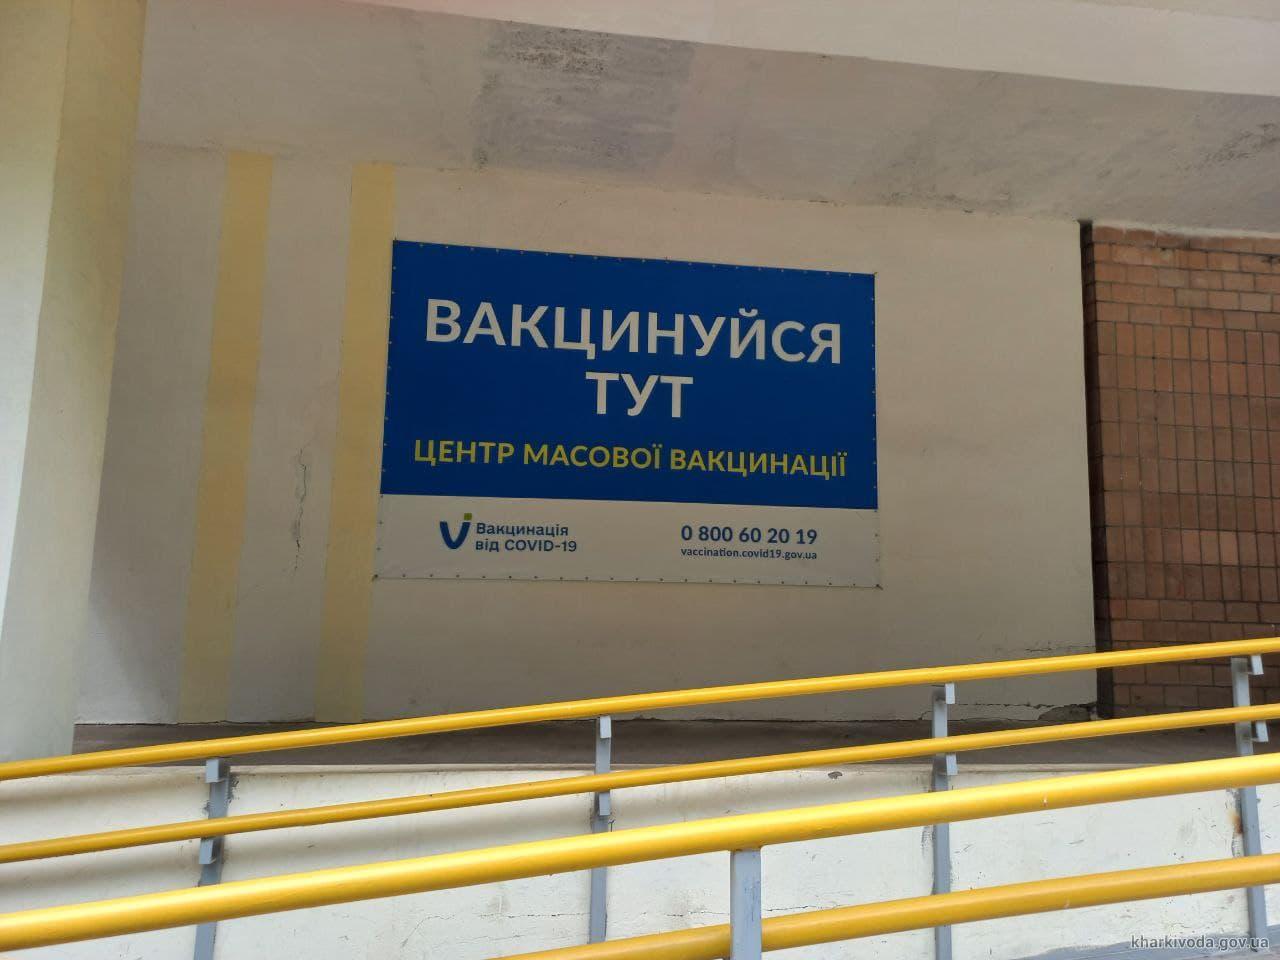 ВАКЦИНУЙСЯ
ТУТ
ЦЕНТР МАСОВОЇ ВАКЦИНАЦІЇ
Вакцинація
від COVID-19
0 800 60 20 19
vaccination.covid19.gov.ua
kharkivoda.gov.ua